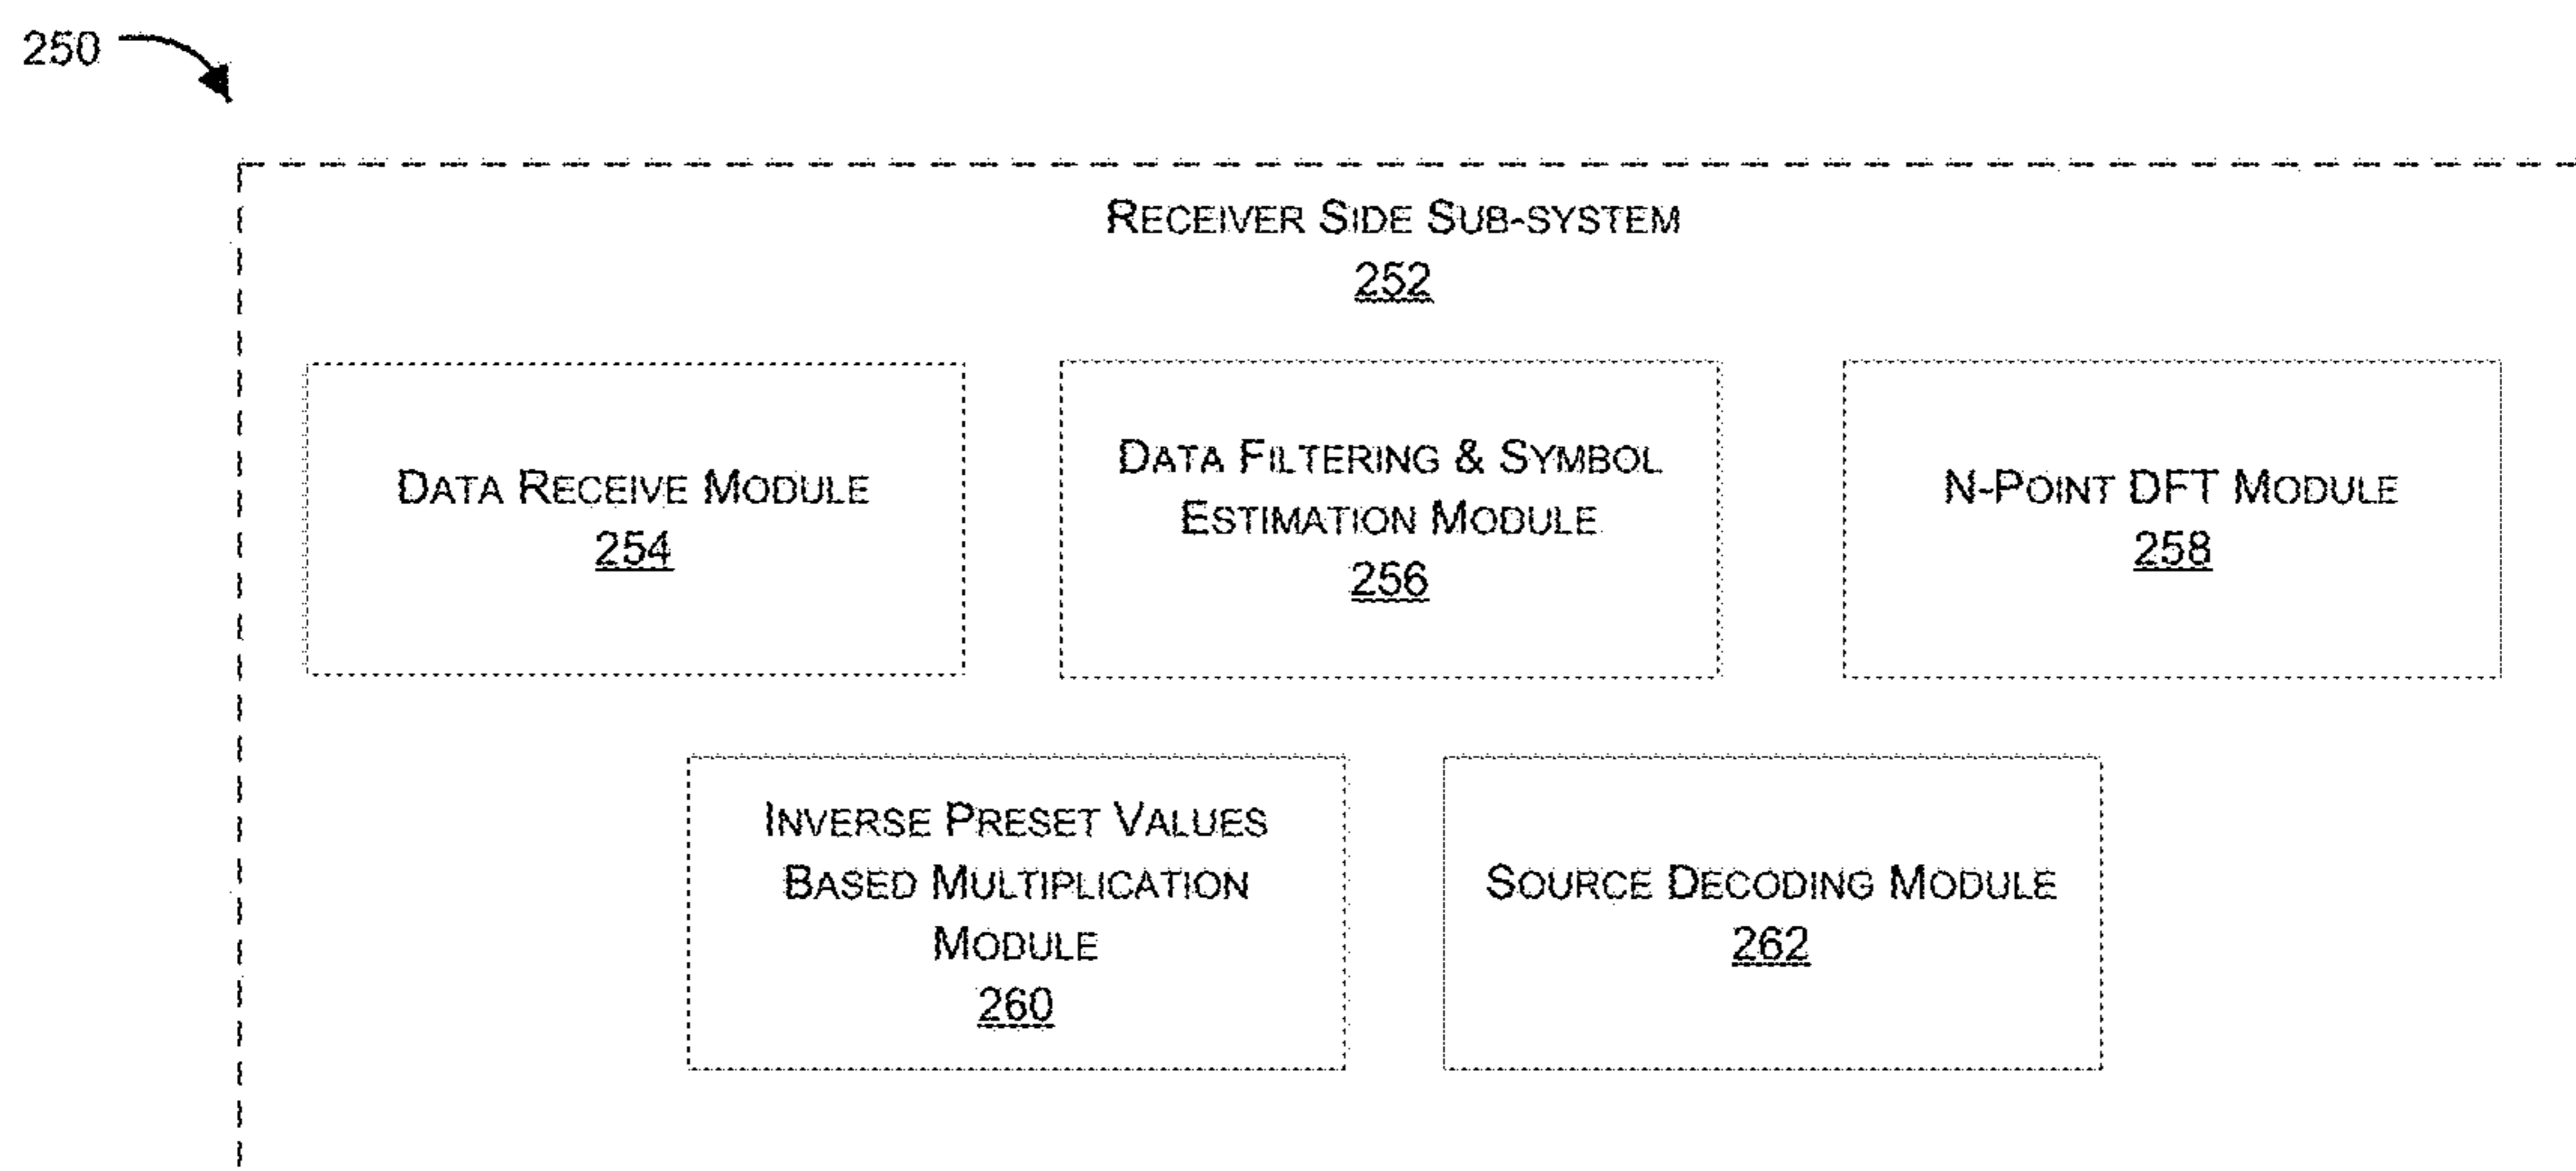 250
RECEIVER SIDE SUB-SYSTEM
252
DATA RECEIVE MODULE
254
DATA FILTERING & SYMBOL
ESTIMATION MODULE
256
N-POINT DFT MODULE
258
INVERSE PRESET VALUES
BASED MULTIPLICATION
MODULE
260
SOURCE DECODING MODULE
262